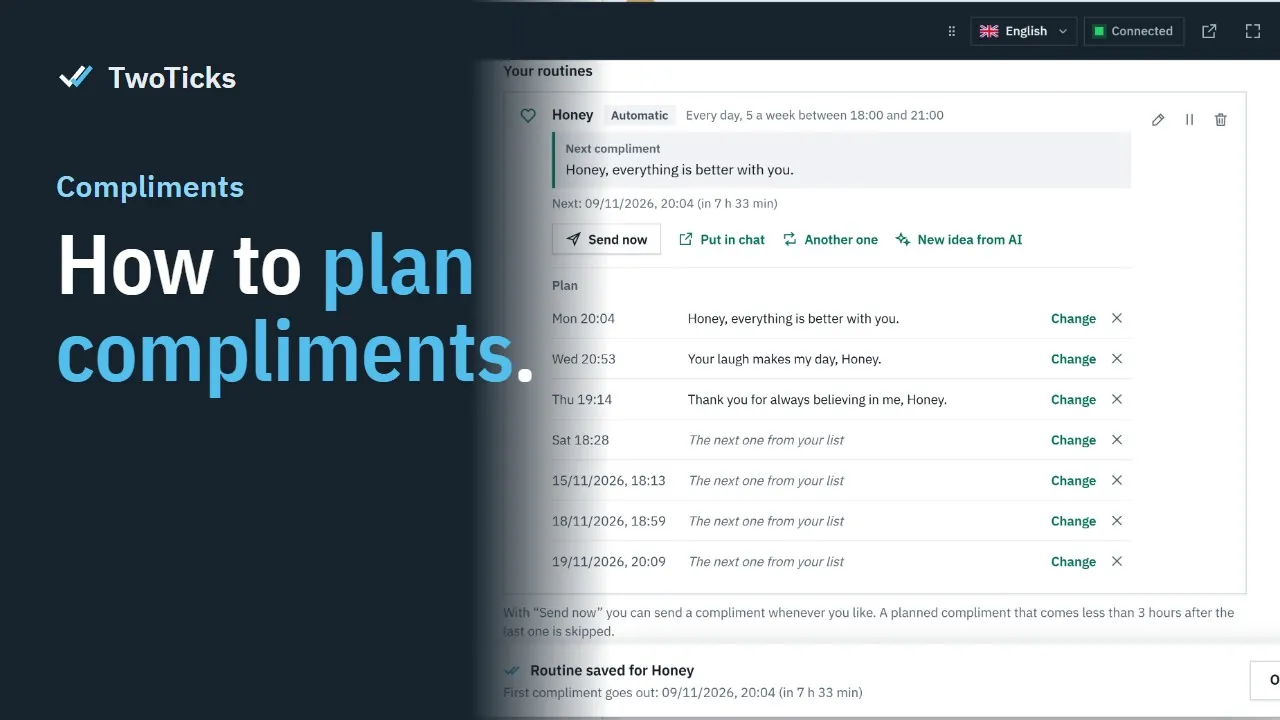 TwoTicks
Compliments
How to plan
compliments.
English
Connected
Your routines
Honey Automatic Every day, 5 a week between 18:00 and 21:00
Next compliment
Honey, everything is better with you.
Next: 09/11/2026, 20:04 (in 7 h 33 min)
Send now Put in chat Another one New idea from AI
Plan
Mon 20:04 Honey, everything is better with you. Change
Wed 20:53 Your laugh makes my day, Honey. Change
Thu 19:14 Thank you for always believing in me, Honey. Change
Sat 18:28 The next one from your list Change
15/11/2026, 18:13 The next one from your list Change
18/11/2026, 18:59 The next one from your list Change
19/11/2026, 20:09 The next one from your list Change
With “Send now” you can send a compliment whenever you like. A planned compliment that comes less than 3 hours after the
last one is skipped.
Routine saved for Honey
First compliment goes out: 09/11/2026, 20:04 (in 7 h 33 min)